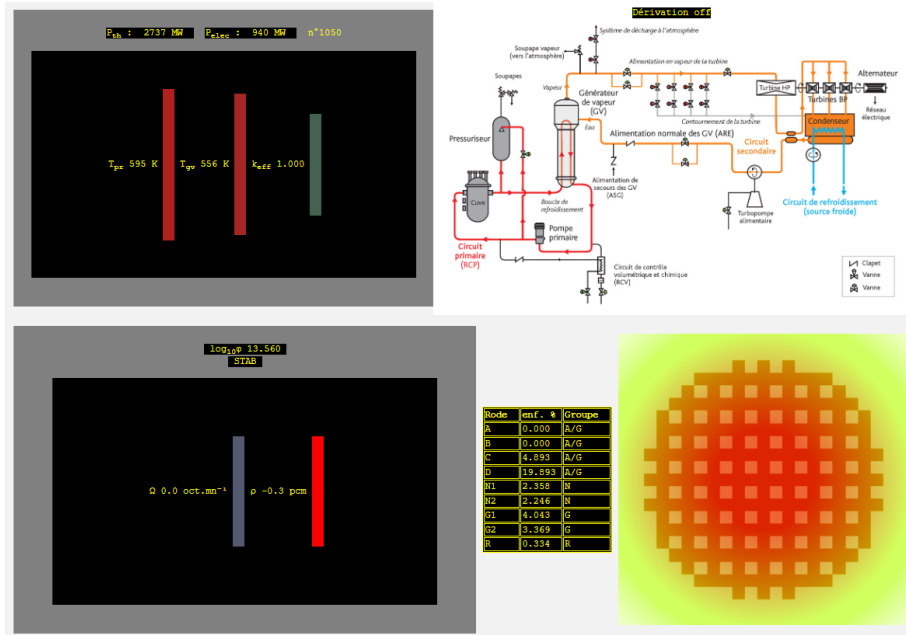 P_th : 2737 MW P_elec : 940 MW n°1050
T_pr 595 K T_gv 556 K k_eff 1.000
Dérivation off
Système de décharge à l'atmosphère
Soupape vapeur
(vers l'atmosphère)
Alimentation en vapeur de la turbine
Soupapes
Vapeur
Générateur
de vapeur (GV)
Turbine HP
Turbines BP
Alternateur
Réseau
électrique
Contournement de la turbine
Condenseur
Pressuriseur
Eau
Alimentation normale des GV (ARE)
Circuit
secondaire
Alimentation de
secours des GV
(ASG)
Cuve
Boucle de
refroidissement
Turbopompe
alimentaire
Circuit de refroidissement
(source froide)
Pompe
primaire
Circuit
primaire
(RCP)
Circuit de contrôle
volumétrique et chimique
(RCV)
Clapet
Vanne
Vanne
log₁₀φ 13.560
STAB
Ω 0.0 oct.mn⁻¹ ρ -0.3 pcm
Rode enf. % Groupe
A 0.000 A/G
B 0.000 A/G
C 4.893 A/G
D 19.893 A/G
N1 2.358 N
N2 2.246 N
G1 4.043 G
G2 3.369 G
R 0.334 R